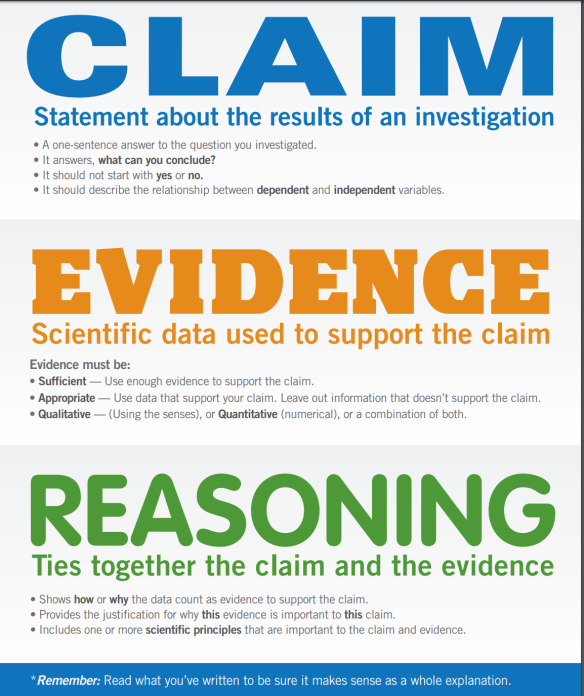 CLAIM
Statement about the results of an investigation
• A one-sentence answer to the question you investigated.
• It answers, what can you conclude?
• It should not start with yes or no.
• It should describe the relationship between dependent and independent variables.
EVIDENCE
Scientific data used to support the claim
Evidence must be:
• Sufficient — Use enough evidence to support the claim.
• Appropriate — Use data that support your claim. Leave out information that doesn't support the claim.
• Qualitative — (Using the senses), or Quantitative (numerical), or a combination of both.
REASONING
Ties together the claim and the evidence
• Shows how or why the data count as evidence to support the claim.
• Provides the justification for why this evidence is important to this claim.
• Includes one or more scientific principles that are important to the claim and evidence.
*Remember: Read what you've written to be sure it makes sense as a whole explanation.